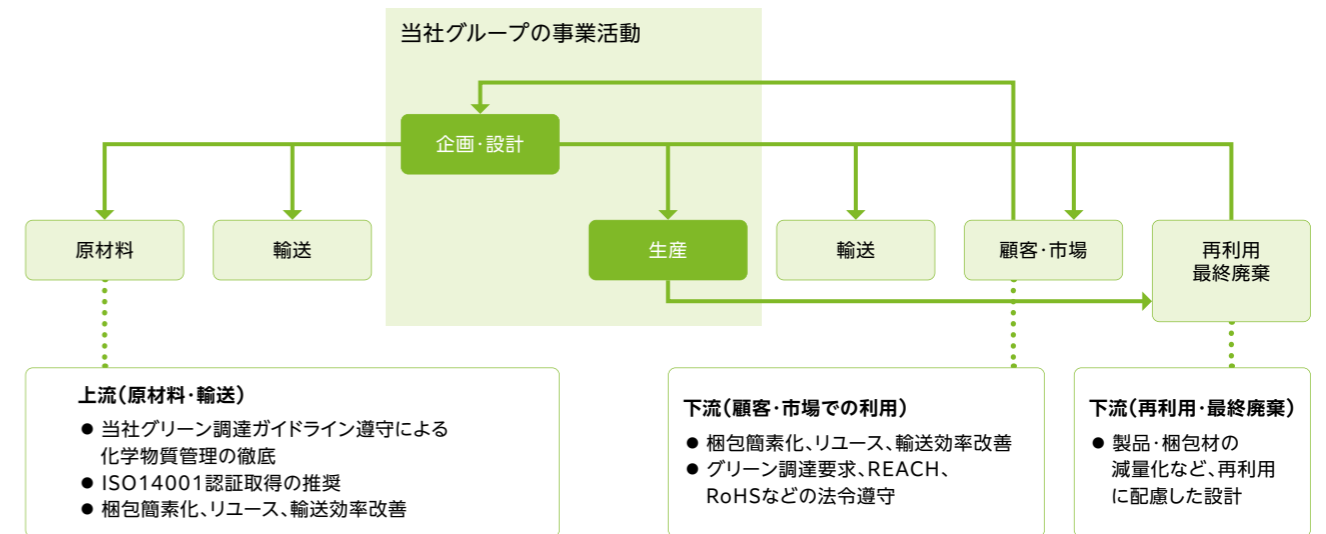 当社グループの事業活動
企画・設計
原材料
輸送
生産
輸送
顧客・市場
再利用
最終廃棄
上流(原材料・輸送)
● 当社グリーン調達ガイドライン遵守による
化学物質管理の徹底
● ISO14001認証取得の推奨
● 梱包簡素化、リユース、輸送効率改善
下流(顧客・市場での利用)
● 梱包簡素化、リユース、輸送効率改善
● グリーン調達要求、REACH、
RoHSなどの法令遵守
下流(再利用・最終廃棄)
● 製品・梱包材の
減量化など、再利用
に配慮した設計